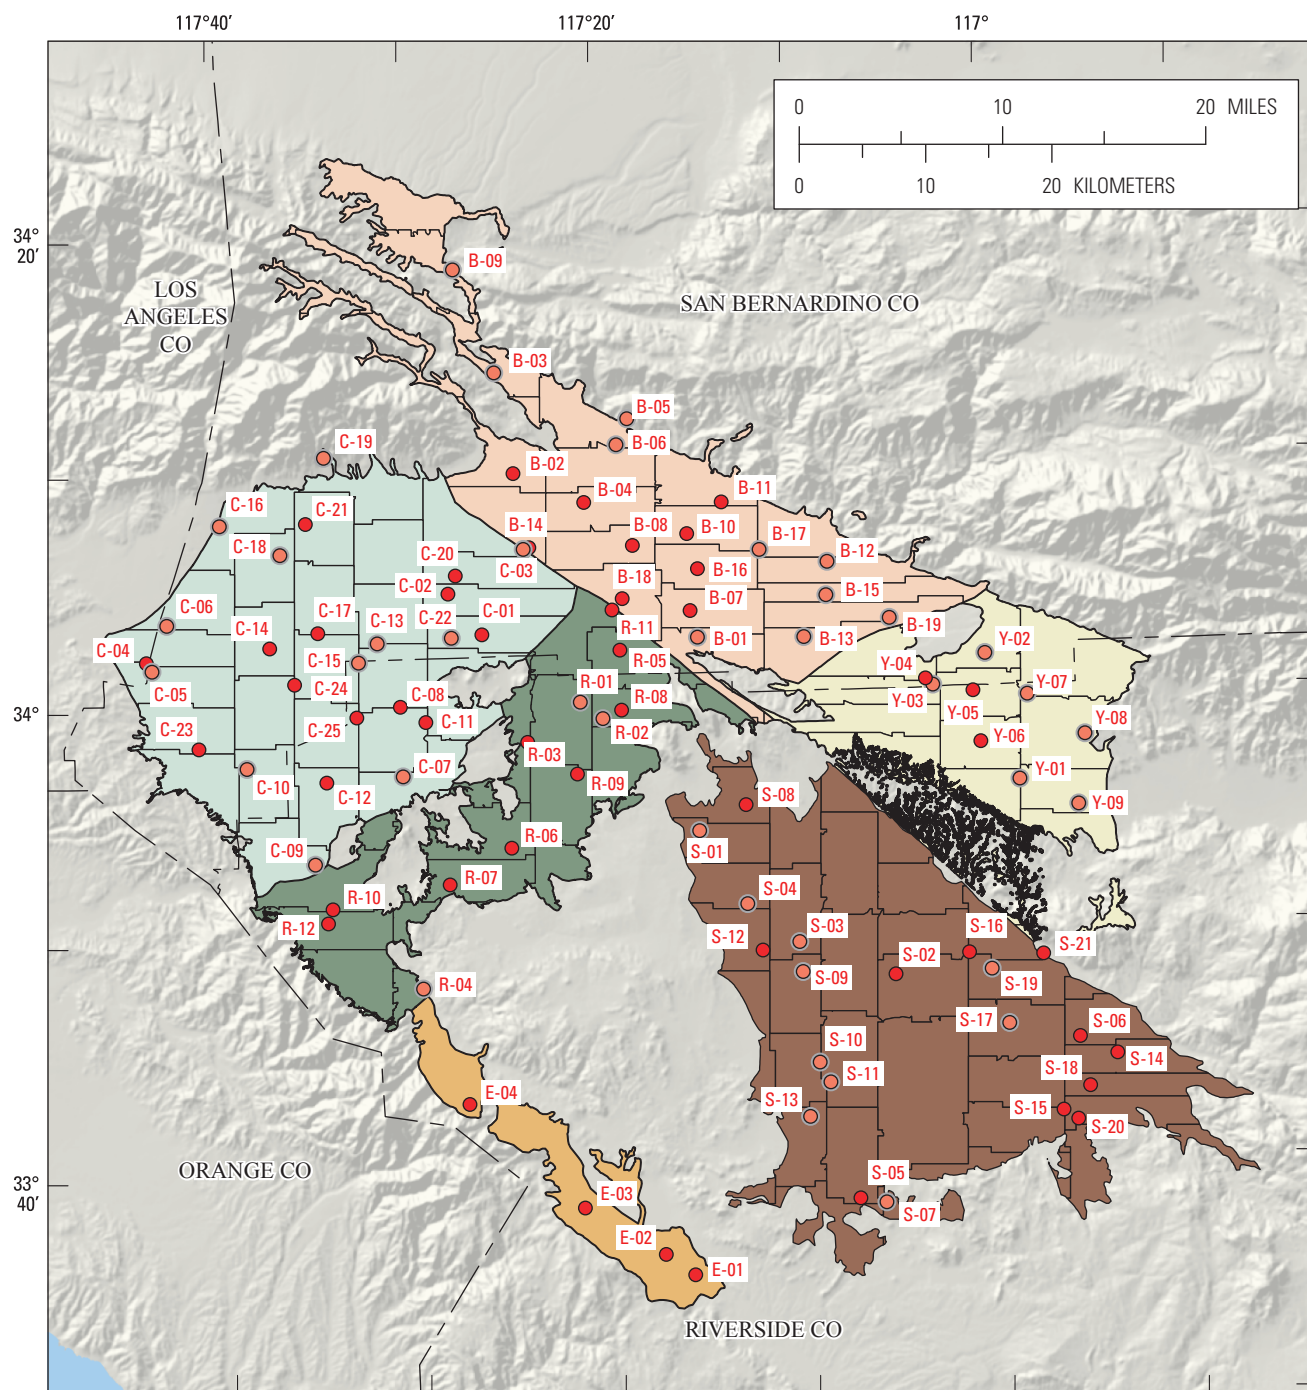 117°40′
117°20′
117°
0 10 20 MILES
0 10 20 KILOMETERS
34°
20′
LOS
ANGELES
CO
SAN BERNARDINO CO
B-09
B-03
B-05
B-06
C-19
B-02
B-04
B-11
C-16
C-21
B-14
B-08
B-10
B-17
C-18
C-20
C-03
B-12
C-02
B-18
B-16
B-15
C-06
C-17
C-13
C-22
C-01
B-07
C-14
R-11
B-01
B-13
B-19
Y-02
C-04
C-15
R-05
Y-04
C-05
C-24
C-08
R-01
R-08
Y-03
Y-05
Y-07
34°
C-23
C-25
C-11
R-02
Y-08
Y-06
R-03
C-10
C-07
R-09
Y-01
C-12
S-08
Y-09
R-06
S-01
C-09
R-07
S-04
R-10
R-12
S-12
S-03
S-16
S-21
S-02
S-09
S-19
R-04
S-17
S-06
S-10
S-14
S-11
S-18
E-04
S-13
S-15
S-20
ORANGE CO
33°
40′
S-05
E-03
S-07
E-02
E-01
RIVERSIDE CO